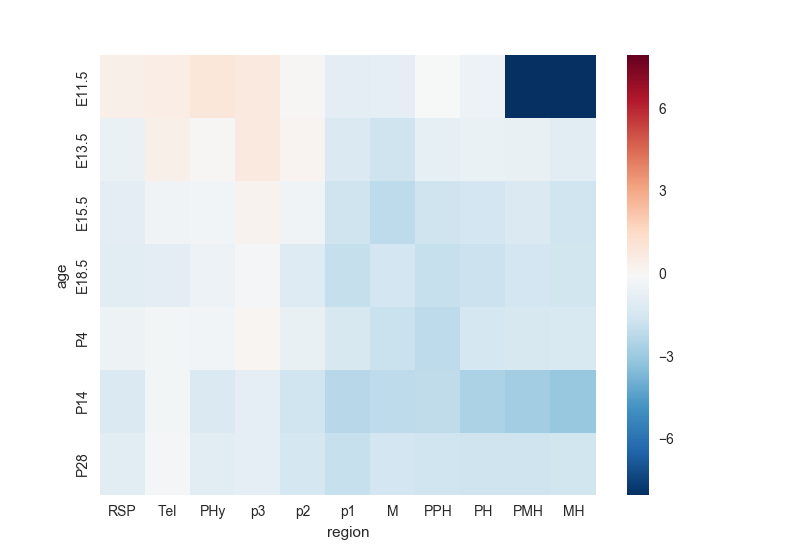 age
E11.5
E13.5
E15.5
E18.5
P4
P14
P28
RSP Tel PHy p3 p2 p1 M PPH PH PMH MH
region
6
3
0
−3
−6